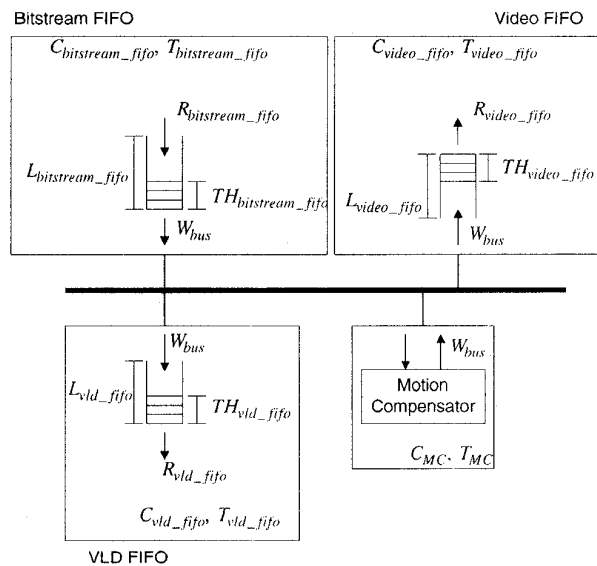 Bitstream FIFO
Video FIFO
C_bitstream_fifo, T_bitstream_fifo
R_bitstream_fifo
L_bitstream_fifo
TH_bitstream_fifo
W_bus
C_video_fifo, T_video_fifo
R_video_fifo
TH_video_fifo
L_video_fifo
W_bus
W_bus
L_vld_fifo
TH_vld_fifo
R_vld_fifo
C_vld_fifo, T_vld_fifo
VLD FIFO
W_bus
Motion
Compensator
C_MC, T_MC